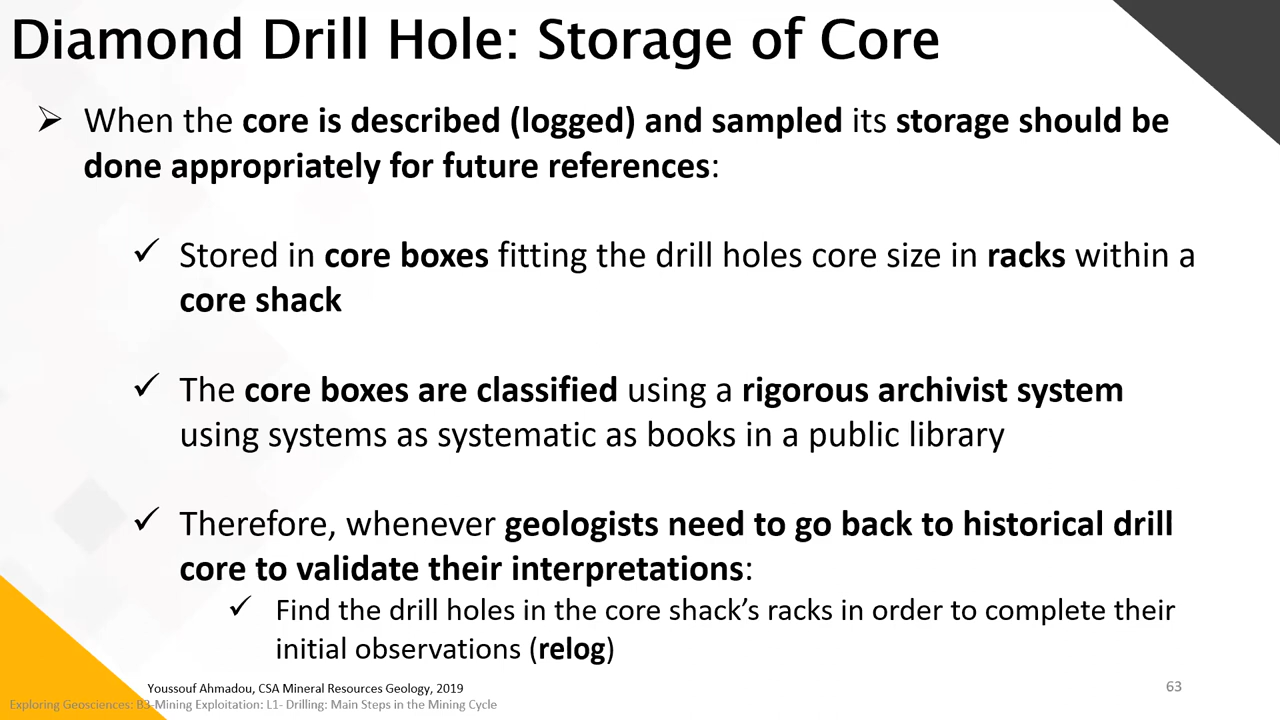 Diamond Drill Hole: Storage of Core
➢ When the core is described (logged) and sampled its storage should be
done appropriately for future references:
✓ Stored in core boxes fitting the drill holes core size in racks within a
core shack
✓ The core boxes are classified using a rigorous archivist system
using systems as systematic as books in a public library
✓ Therefore, whenever geologists need to go back to historical drill
core to validate their interpretations:
✓ Find the drill holes in the core shack’s racks in order to complete their
initial observations (relog)
Youssouf Ahmadou, CSA Mineral Resources Geology, 2019
63
Exploring Geosciences: B3-Mining Exploitation: L1- Drilling: Main Steps in the Mining Cycle